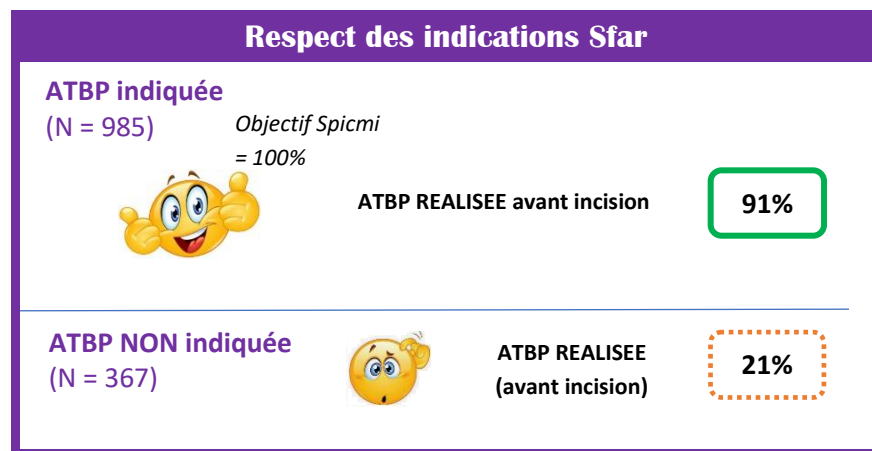 Respect des indications Sfar
ATBP indiquée
(N = 985)
Objectif Spicmi
= 100%
ATBP REALISEE avant incision
91%
ATBP NON indiquée
(N = 367)
ATBP REALISEE
(avant incision)
21%